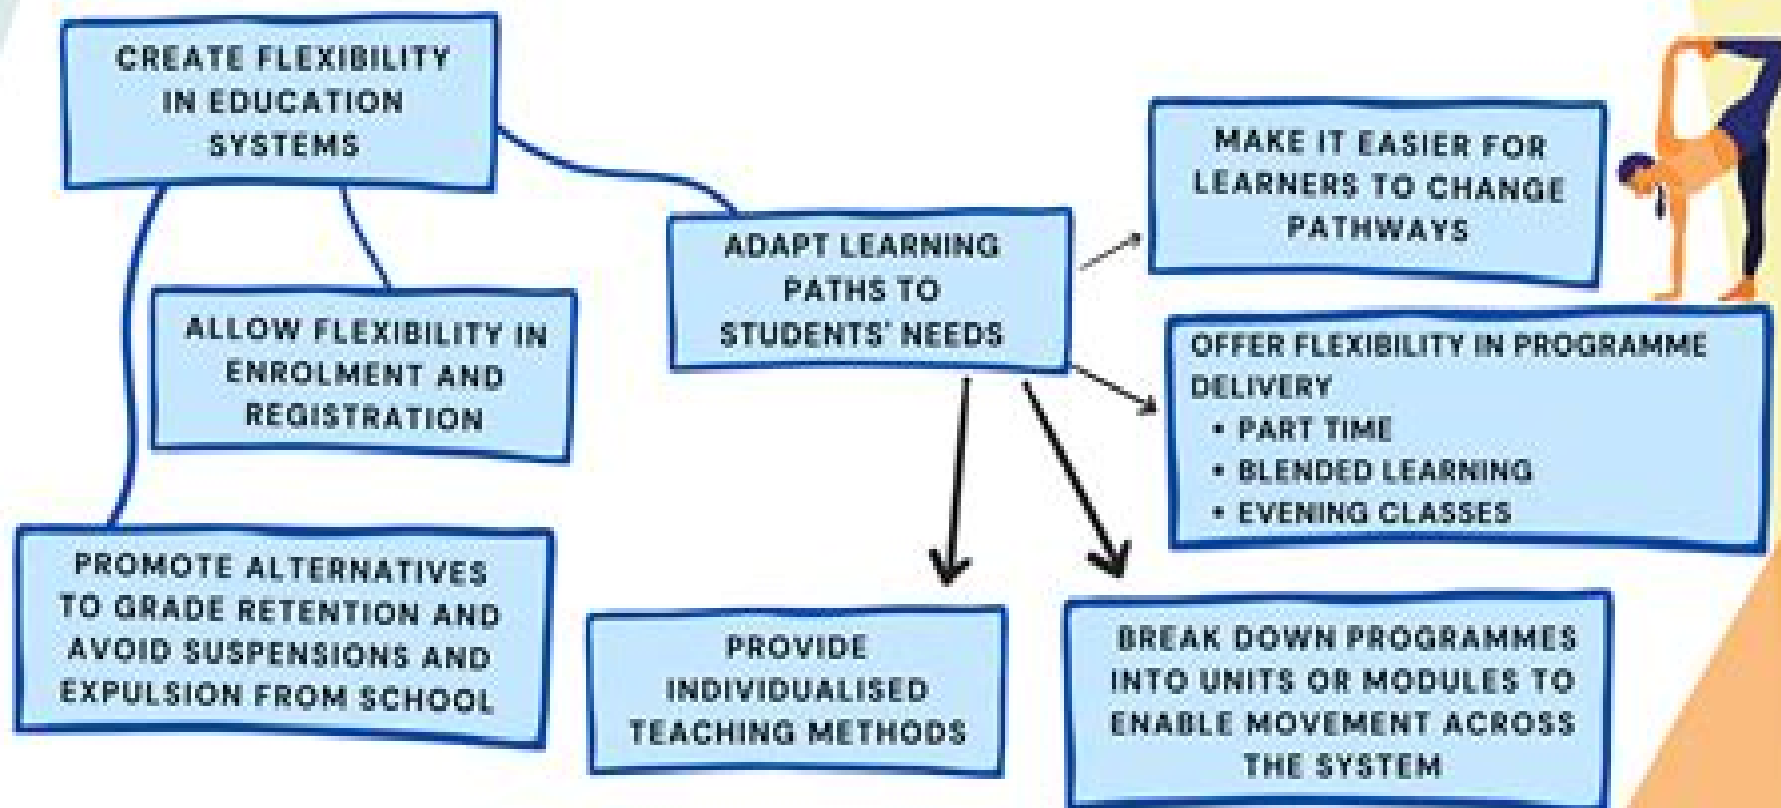 CREATE FLEXIBILITY
IN EDUCATION
SYSTEMS
ALLOW FLEXIBILITY IN
ENROLMENT AND
REGISTRATION
PROMOTE ALTERNATIVES
TO GRADE RETENTION AND
AVOID SUSPENSIONS AND
EXPULSION FROM SCHOOL
ADAPT LEARNING
PATHS TO
STUDENTS' NEEDS
MAKE IT EASIER FOR
LEARNERS TO CHANGE
PATHWAYS
OFFER FLEXIBILITY IN PROGRAMME
DELIVERY
• PART TIME
• BLENDED LEARNING
• EVENING CLASSES
PROVIDE
INDIVIDUALISED
TEACHING METHODS
BREAK DOWN PROGRAMMES
INTO UNITS OR MODULES TO
ENABLE MOVEMENT ACROSS
THE SYSTEM